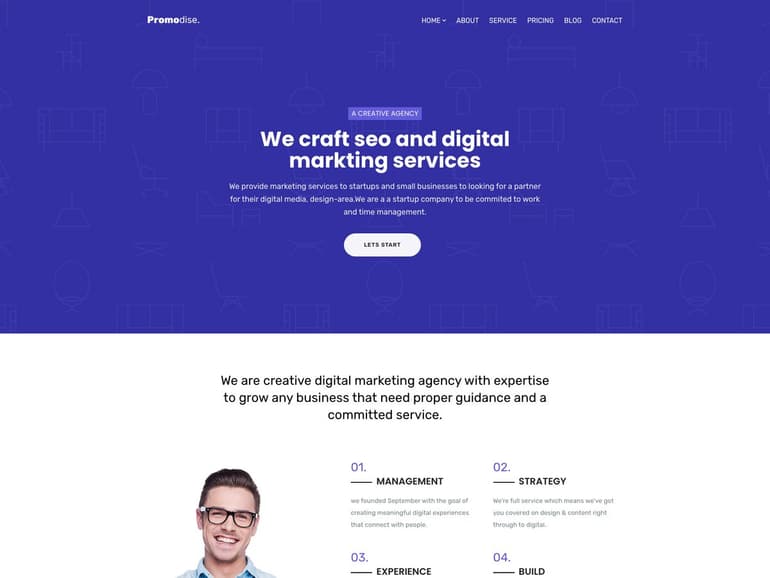 Promodise.
HOME ABOUT SERVICE PRICING BLOG CONTACT
A CREATIVE AGENCY
We craft seo and digital
markting services
We provide marketing services to startups and small businesses to looking for a partner
for their digital media, design-area.We are a a startup company to be commited to work
and time management.
LETS START
We are creative digital marketing agency with expertise
to grow any business that need proper guidance and a
committed service.
01.
MANAGEMENT
we founded September with the goal of
creating meaningful digital experiences
that connect with people.
02.
STRATEGY
We're full service which means we've got
you covered on design & content right
through to digital.
03.
EXPERIENCE
04.
BUILD